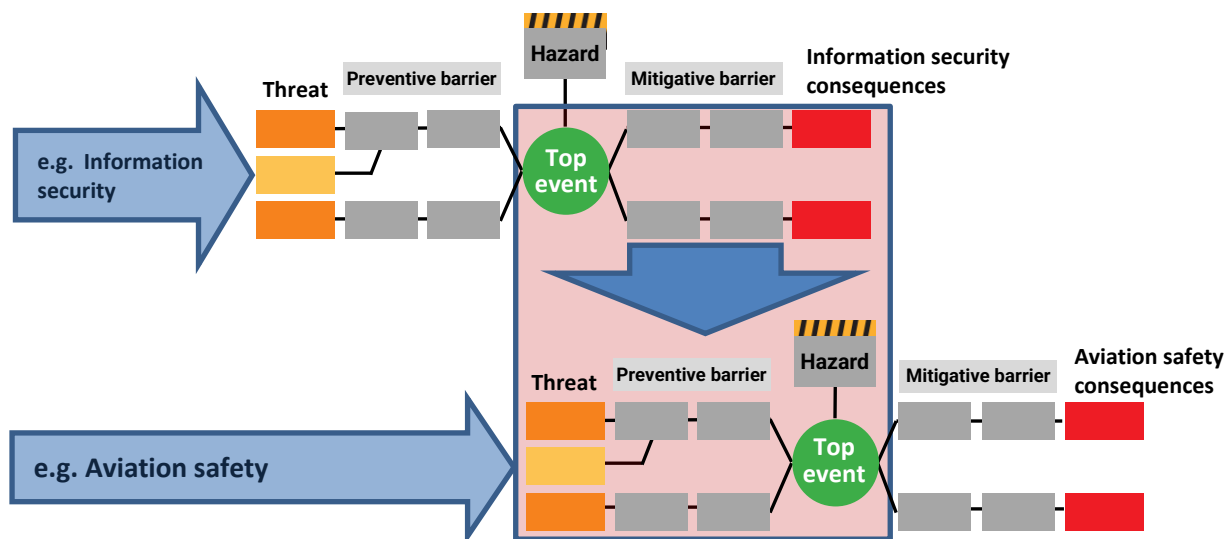 Hazard
Information security
consequences
Preventive barrier
Mitigative barrier
Threat
e.g. Information
security
Top
event
Hazard
Aviation safety
consequences
Threat
Preventive barrier
Mitigative barrier
e.g. Aviation safety
Top
event